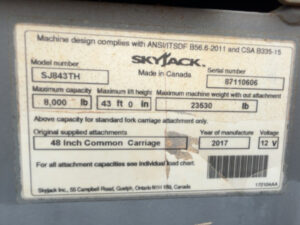 Machine design complies with ANSI/ITSDF B56.6-2011 and CSA B335-15
SKYJACK
Made in Canada
Model number
SJ843TH
Serial number
87110606
Maximum capacity
8,000 lb
Maximum lift height
43 ft 0 in
Maximum machine weight with out attachment
23630 lb
Above capacity for standard fork carriage attachment only.
Original supplied attachments
48 Inch Common Carriage
Year of manufacture
2017
Voltage
12 V
For all attachment capacities see individual load chart.
Skyjack Inc. 55 Campbell Road, Guelph, Ontario N1H 1B9, Canada
172104AA